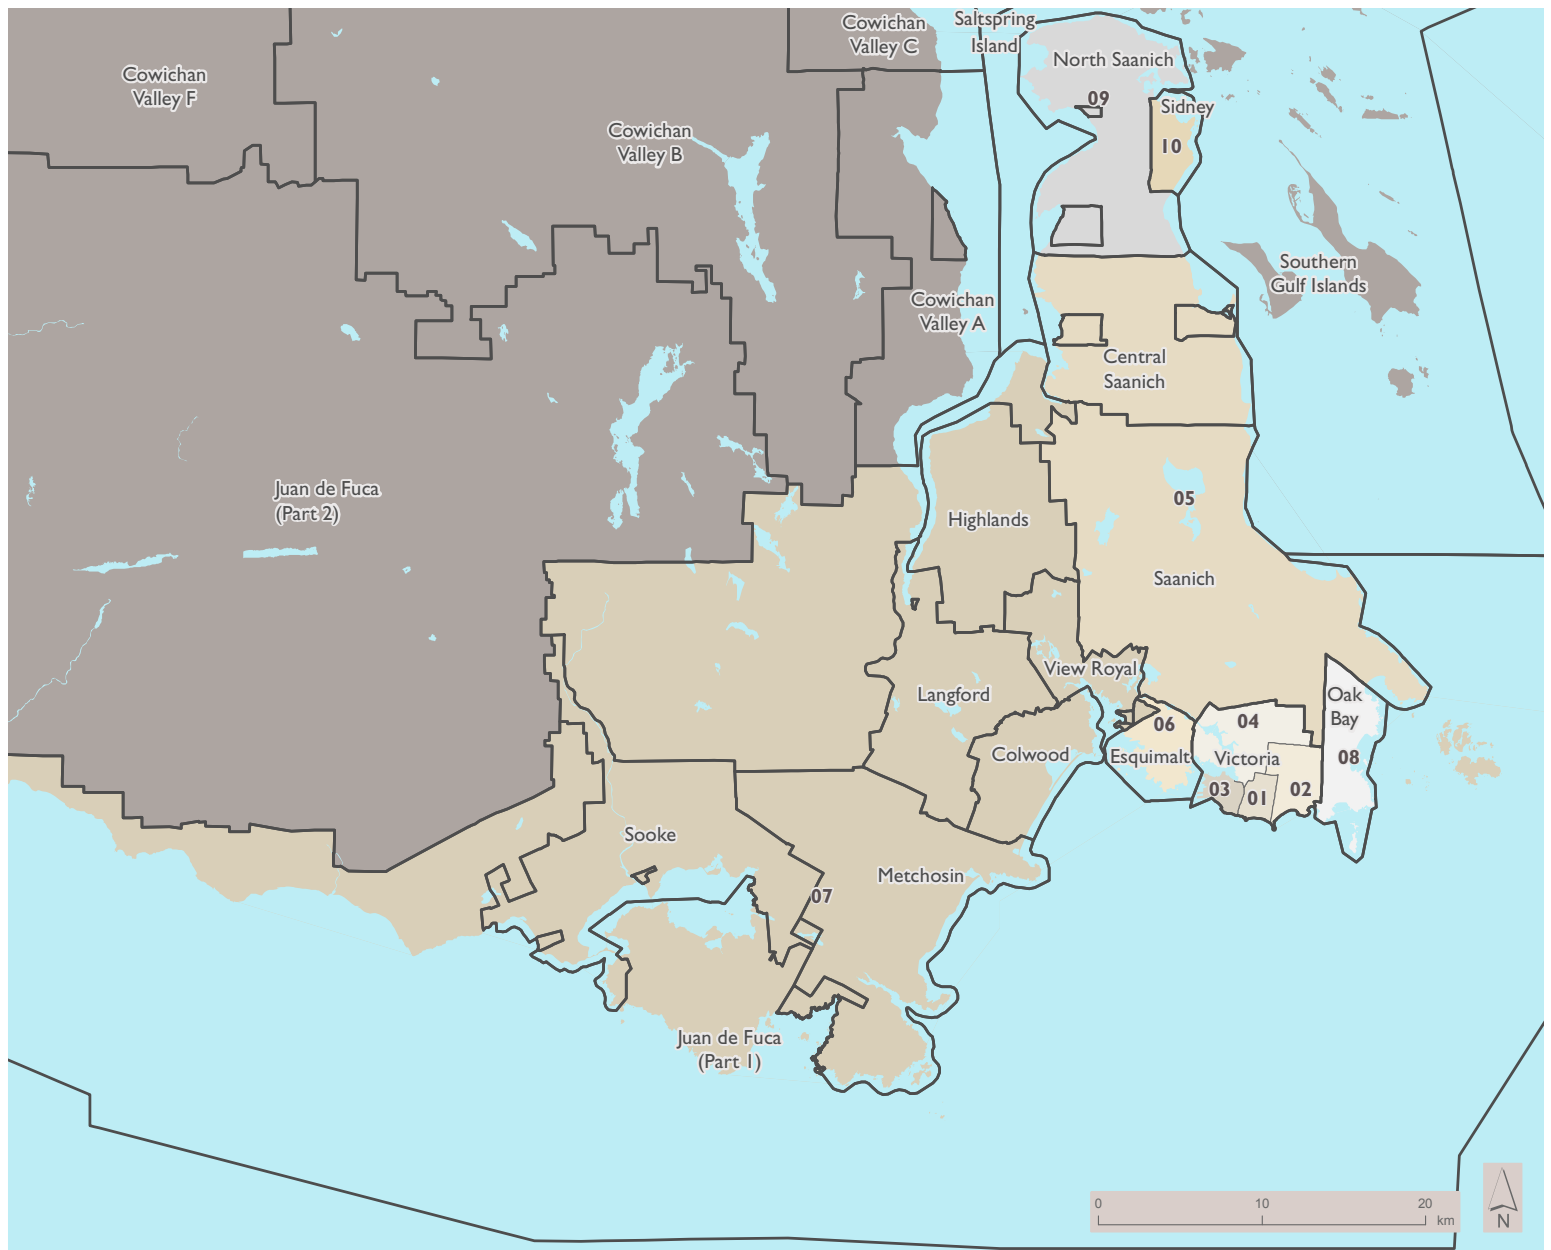 Cowichan
Valley C
Saltspring
Island
North Saanich
Cowichan
Valley F
09
Sidney
Cowichan
Valley B
10
Southern
Gulf Islands
Cowichan
Valley A
Central
Saanich
Juan de Fuca
(Part 2)
05
Highlands
Saanich
View Royal
Langford
Oak
Bay
04
06
Colwood
Esquimalt
Victoria
08
03
01
02
Sooke
Metchosin
07
Juan de Fuca
(Part 1)
0
10
20
km
N